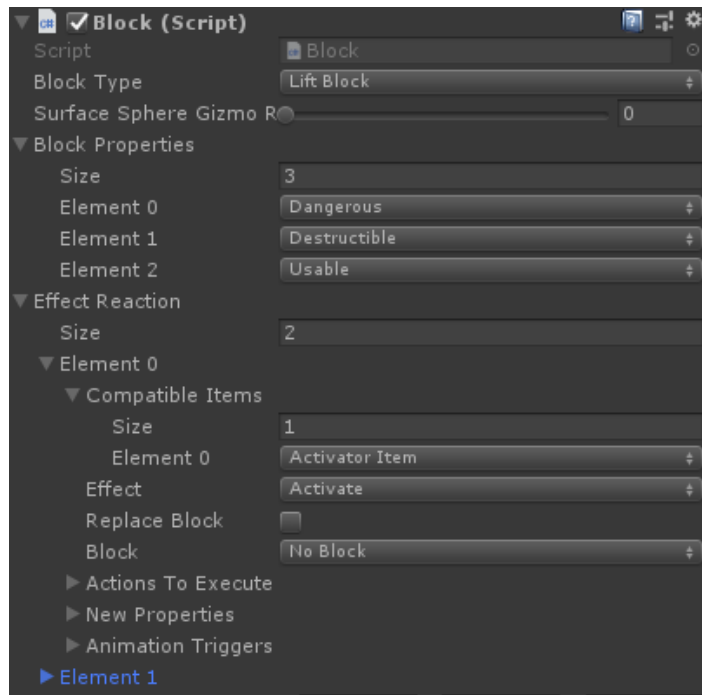 Block (Script)
Script Block
Block Type Lift Block
Surface Sphere Gizmo R 0
Block Properties
Size 3
Element 0 Dangerous
Element 1 Destructible
Element 2 Usable
Effect Reaction
Size 2
Element 0
Compatible Items
Size 1
Element 0 Activator Item
Effect Activate
Replace Block
Block No Block
Actions To Execute
New Properties
Animation Triggers
Element 1